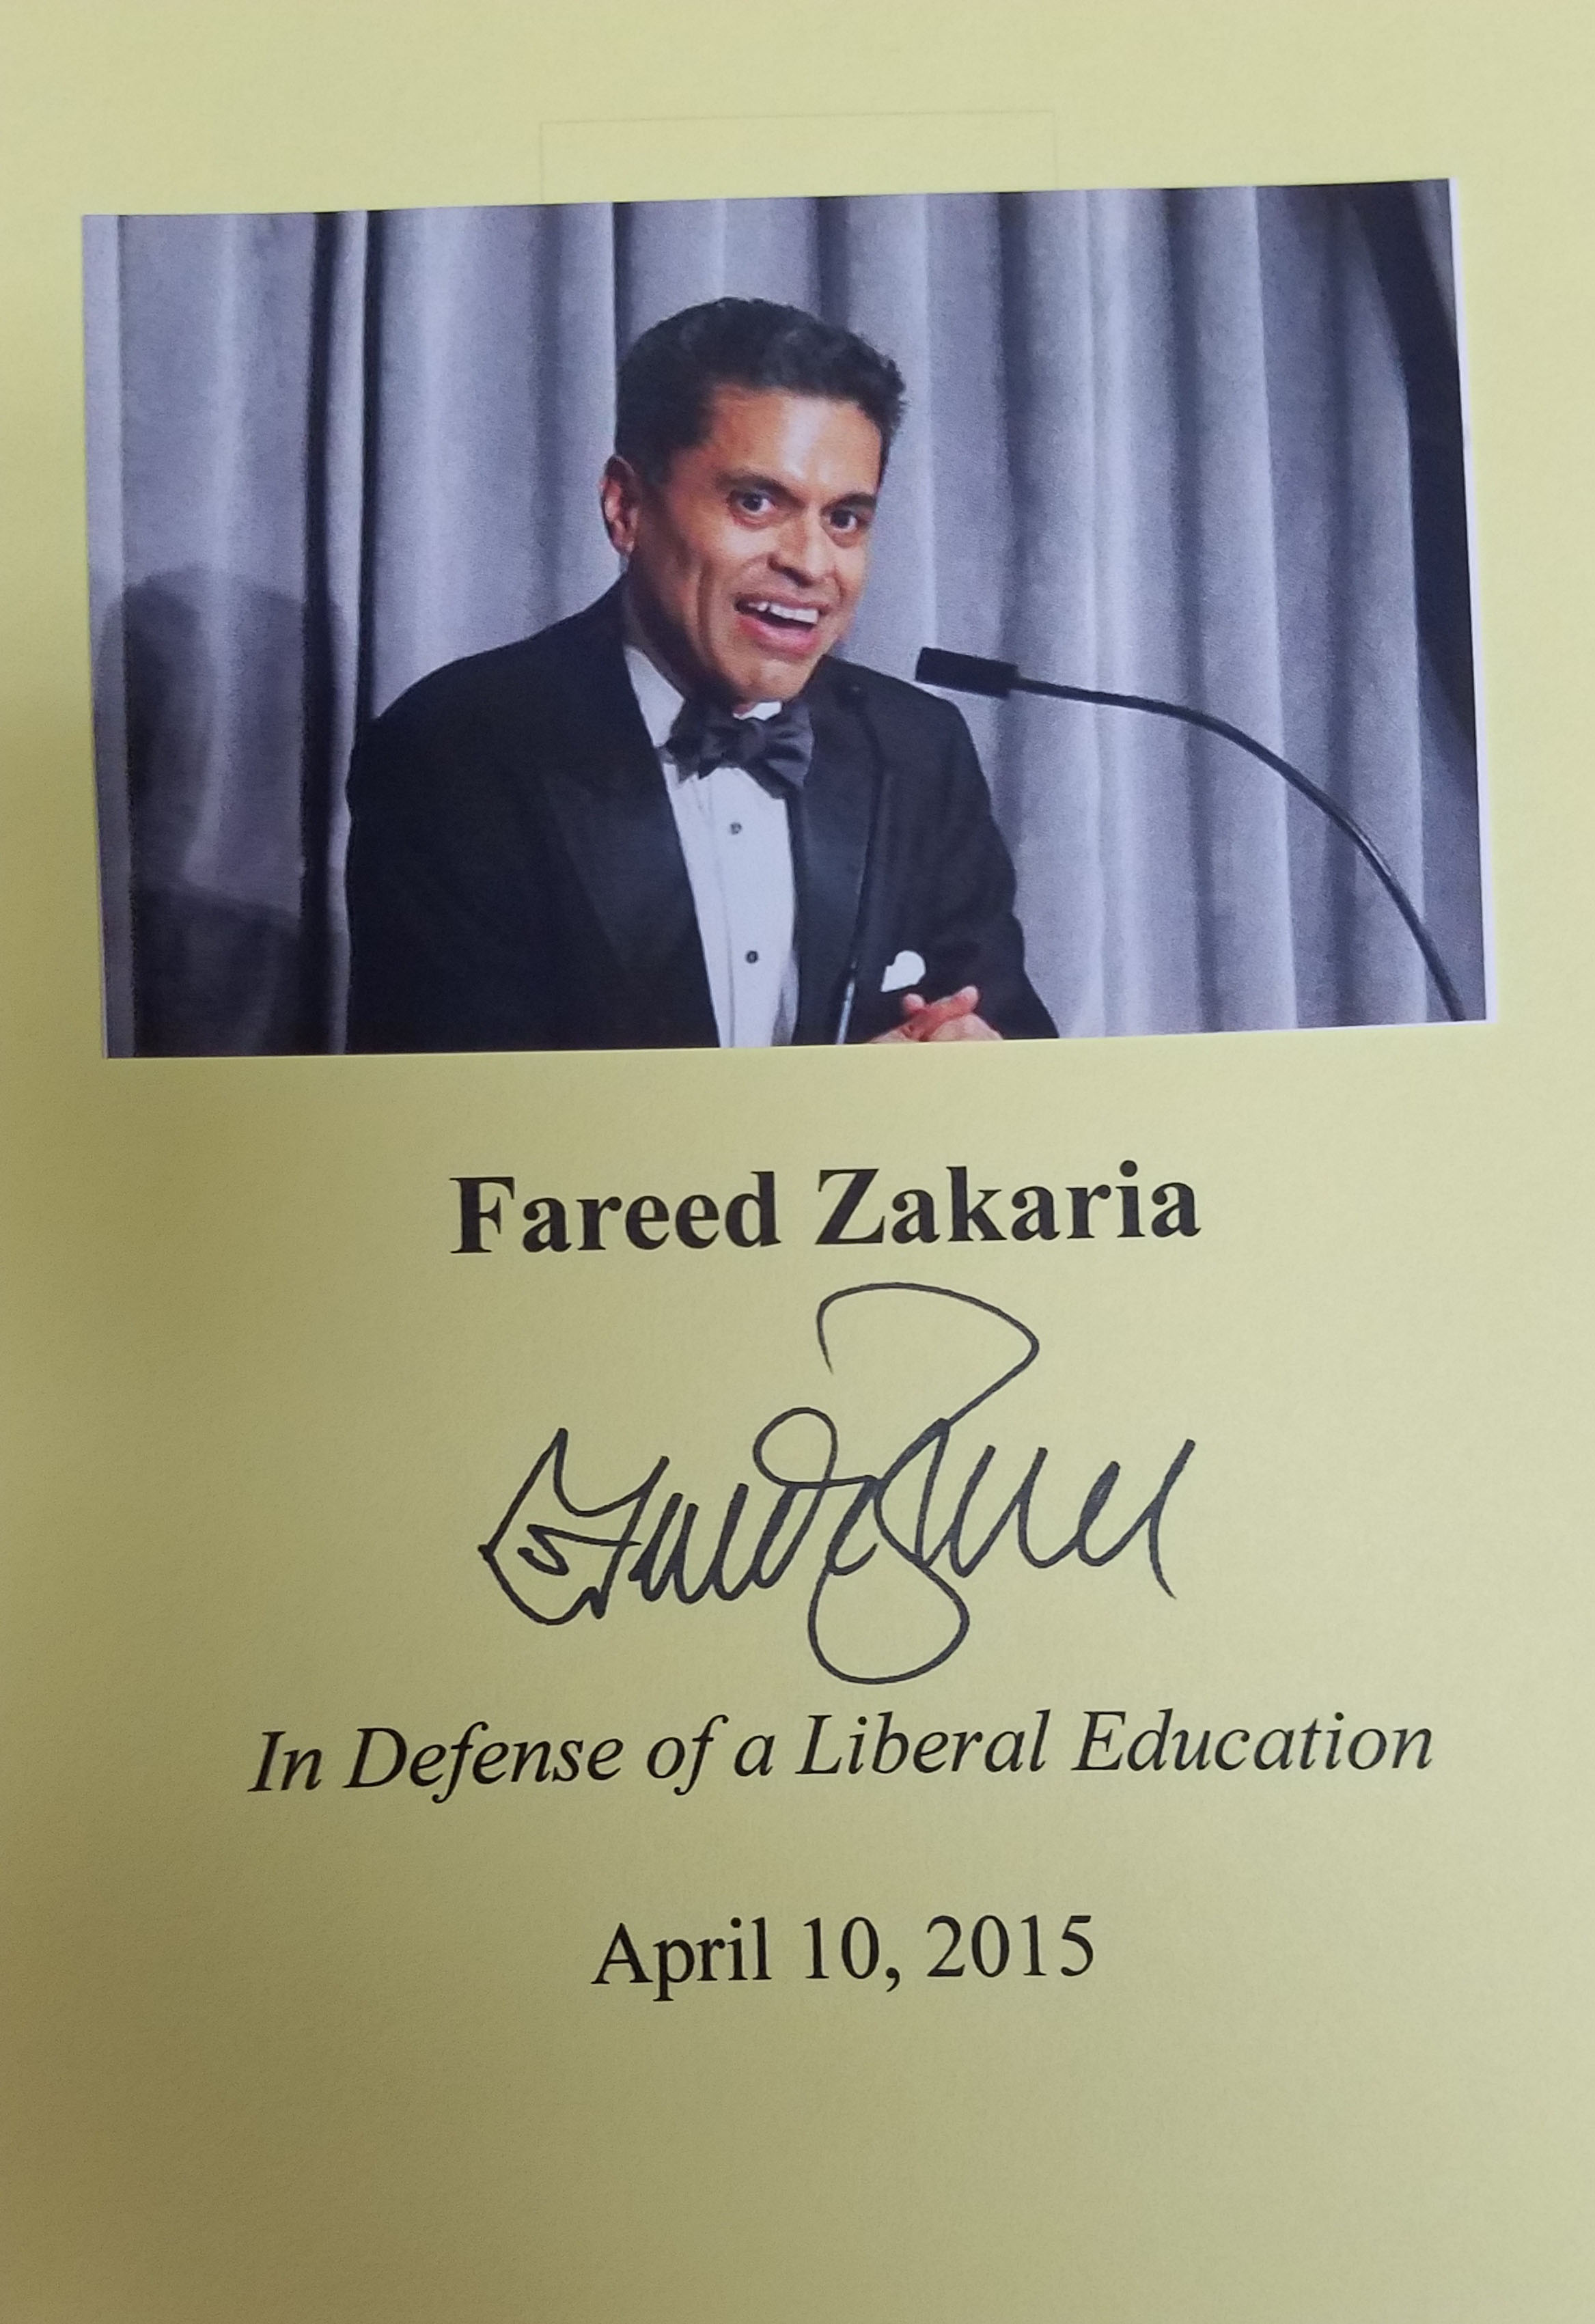 Fareed Zakaria
In Defense of a Liberal Education
April 10, 2015